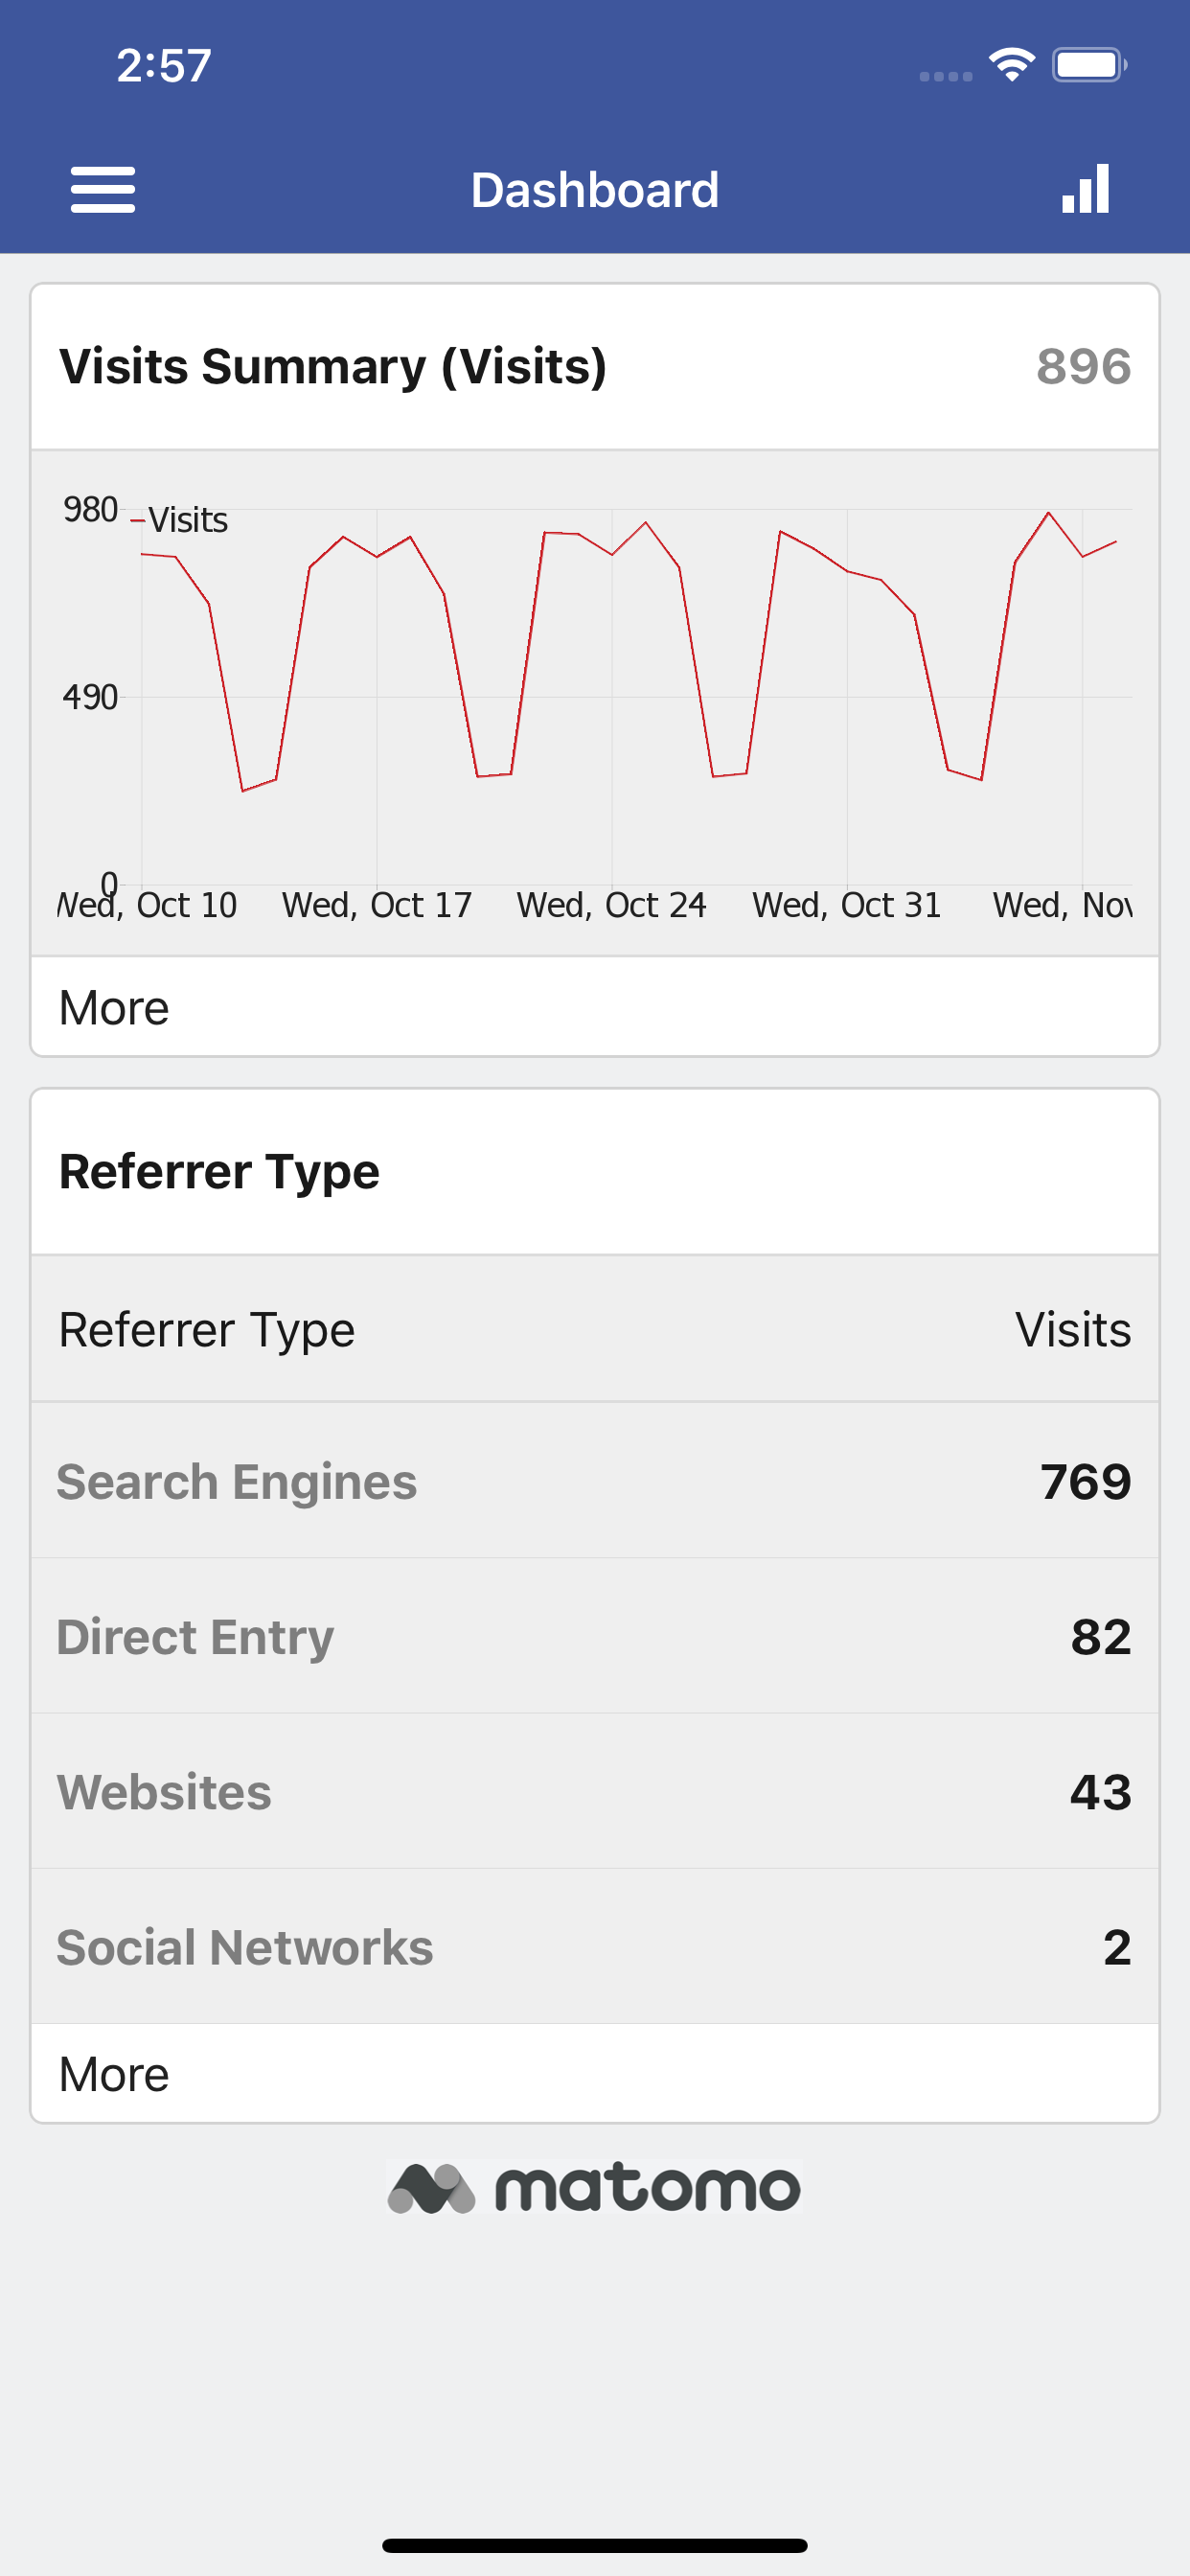 2:57
Dashboard
Visits Summary (Visits) 896
980
Visits
490
0
Wed, Oct 10 Wed, Oct 17 Wed, Oct 24 Wed, Oct 31 Wed, Nov
More
Referrer Type
Referrer Type Visits
Search Engines 769
Direct Entry 82
Websites 43
Social Networks 2
More
matomo